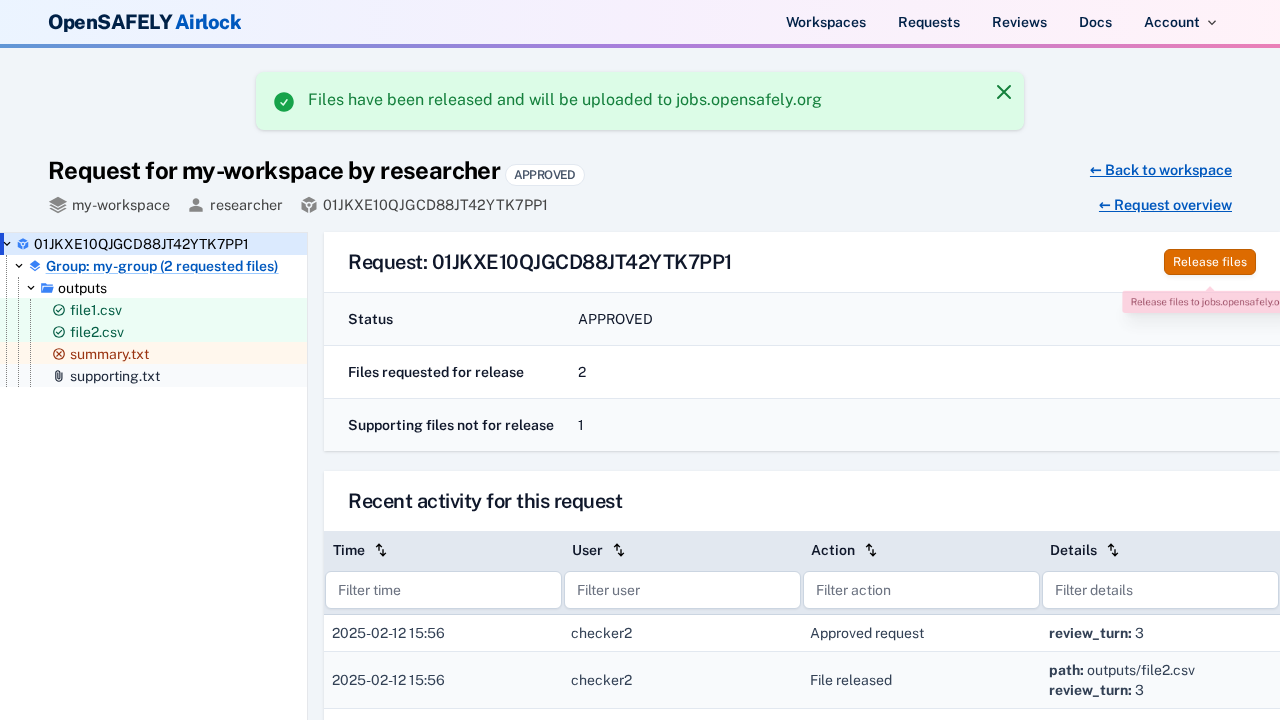 OpenSAFELY Airlock
Workspaces Requests Reviews Docs Account
Files have been released and will be uploaded to jobs.opensafely.org
Request for my-workspace by researcher APPROVED
← Back to workspace
my-workspace researcher 01JKXE10QJGCD88JT42YTK7PP1
← Request overview
01JKXE10QJGCD88JT42YTK7PP1
Group: my-group (2 requested files)
outputs
file1.csv
file2.csv
summary.txt
supporting.txt
Request: 01JKXE10QJGCD88JT42YTK7PP1
Release files
Release files to jobs.opensafely.o
Status APPROVED
Files requested for release 2
Supporting files not for release 1
Recent activity for this request
Time User Action Details
Filter time Filter user Filter action Filter details
2025-02-12 15:56 checker2 Approved request review_turn: 3
2025-02-12 15:56 checker2 File released path: outputs/file2.csv
review_turn: 3